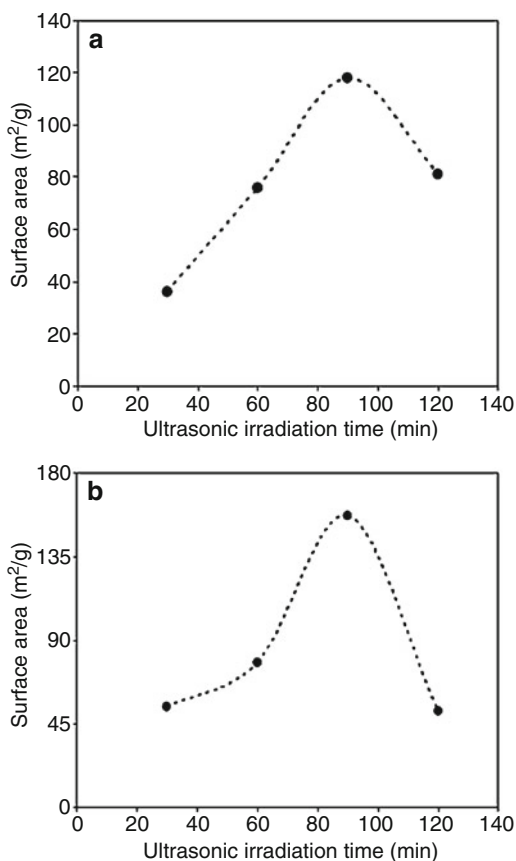 a
140
120
100
80
60
40
20
0
Surface area (m²/g)
0 20 40 60 80 100 120 140
Ultrasonic irradiation time (min)
b
180
135
90
45
0
Surface area (m²/g)
0 20 40 60 80 100 120 140
Ultrasonic irradiation time (min)